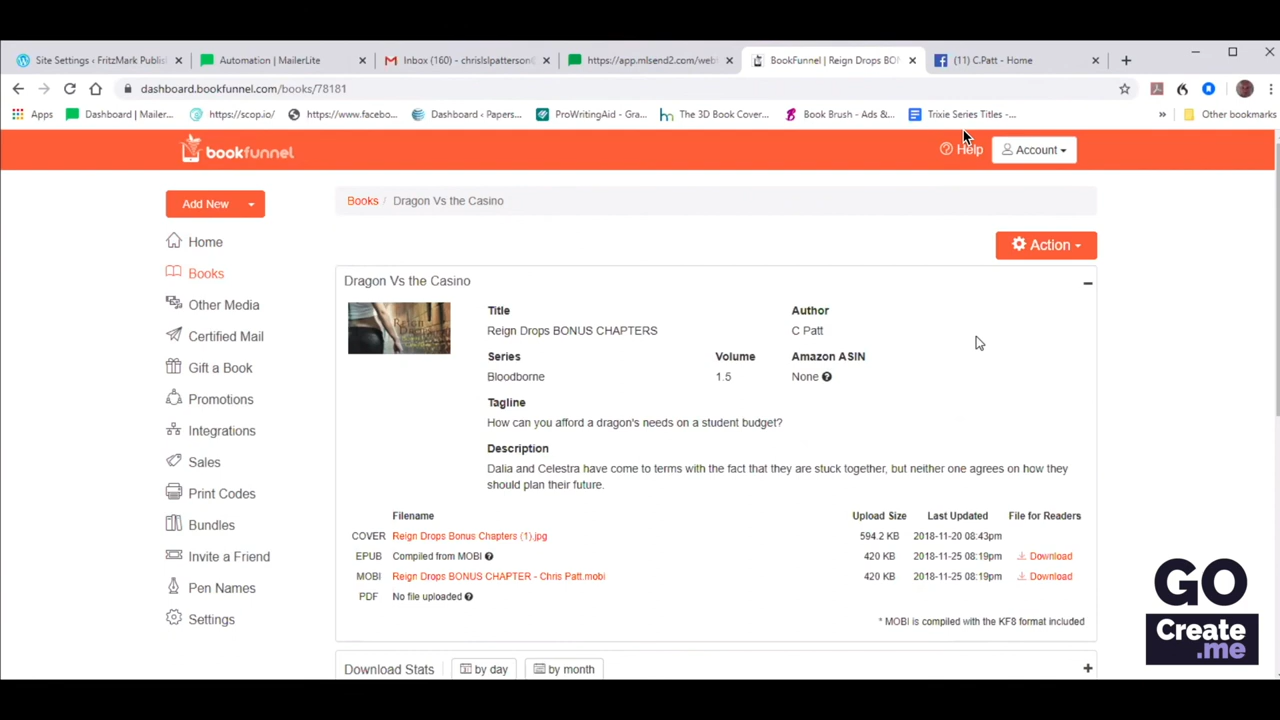 Site Settings ‹ FritzMark Publis
Automation | MailerLite
Inbox (160) - chrislslpatterson@
https://app.mlsend2.com/web
BookFunnel | Reign Drops BO
(11) C.Patt - Home
dashboard.bookfunnel.com/books/78181
Apps
Dashboard | Mailer...
https://scop.io/
https://www.facebo...
Dashboard ‹ Papers...
ProWritingAid - Gra...
The 3D Book Cover...
Book Brush - Ads &...
Trixie Series Titles -...
»
Other bookmarks
bookfunnel
Help
Account
Add New
Books / Dragon Vs the Casino
Home
Action
Books
Dragon Vs the Casino
Other Media
Title
Author
Certified Mail
Reign Drops BONUS CHAPTERS
C Patt
Gift a Book
Series
Volume
Amazon ASIN
Bloodborne
1.5
None
Promotions
Tagline
How can you afford a dragon's needs on a student budget?
Integrations
Description
Sales
Dalia and Celestra have come to terms with the fact that they are stuck together, but neither one agrees on how they
should plan their future.
Print Codes
Filename
Upload Size
Last Updated
File for Readers
Bundles
COVER
Reign Drops Bonus Chapters (1).jpg
594.2 KB
2018-11-20 08:43pm
Invite a Friend
EPUB
Compiled from MOBI
420 KB
2018-11-25 08:19pm
Download
Pen Names
MOBI
Reign Drops BONUS CHAPTER - Chris Patt.mobi
420 KB
2018-11-25 08:19pm
Download
PDF
No file uploaded
Settings
* MOBI is compiled with the KF8 format included
Download Stats
by day
by month
GO
Create
.me